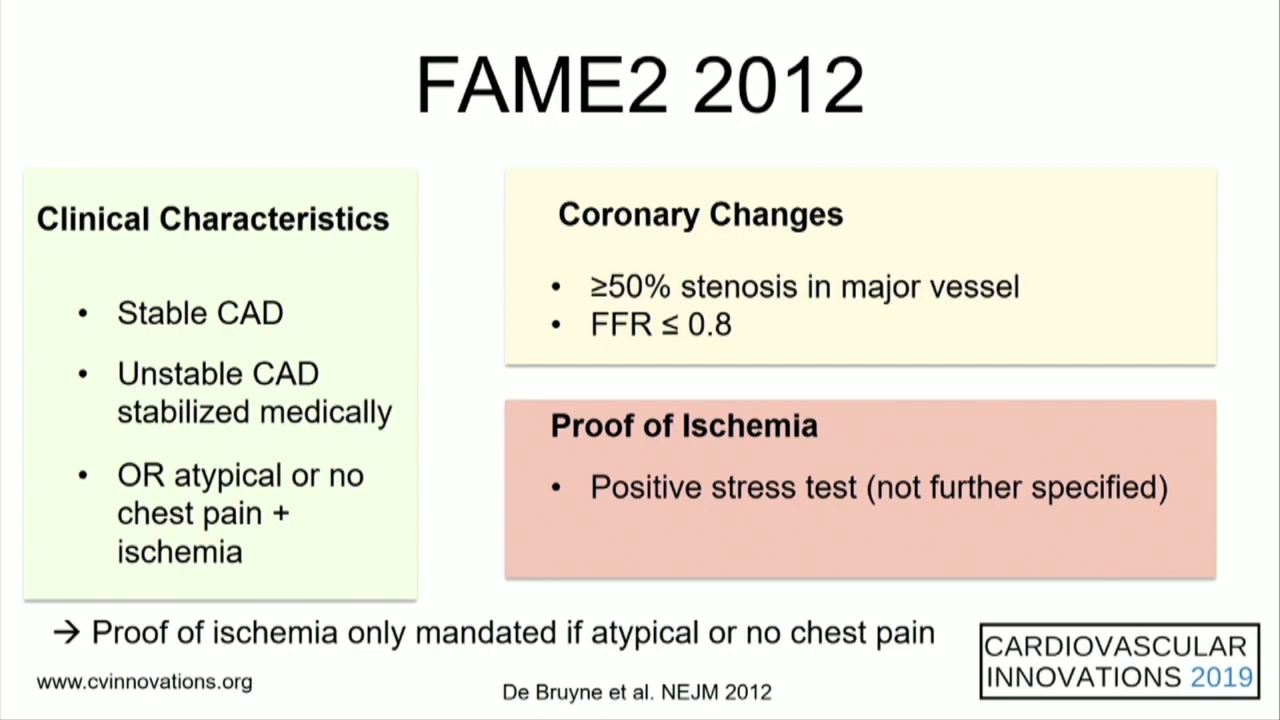 FAME2 2012
Clinical Characteristics
• Stable CAD
• Unstable CAD
stabilized medically
• OR atypical or no
chest pain +
ischemia
Coronary Changes
• ≥50% stenosis in major vessel
• FFR ≤ 0.8
Proof of Ischemia
• Positive stress test (not further specified)
→ Proof of ischemia only mandated if atypical or no chest pain
www.cvinnovations.org
De Bruyne et al. NEJM 2012
CARDIOVASCULAR
INNOVATIONS 2019